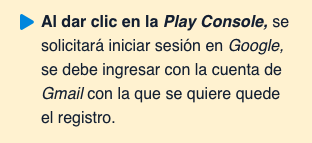 Al dar clic en la Play Console, se
solicitará iniciar sesión en Google,
se debe ingresar con la cuenta de
Gmail con la que se quiere quede
el registro.